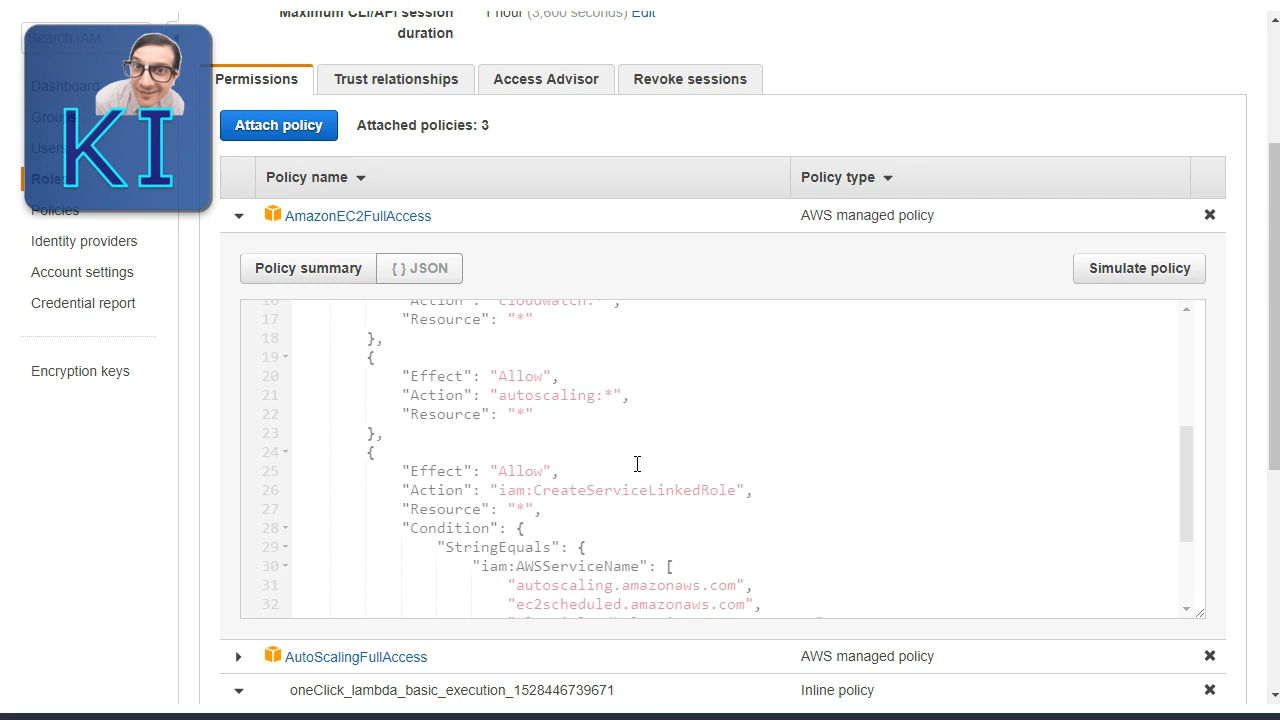 Maximum CLI/API session 1 hour (3,600 seconds) Edit
duration
Search IAM
Dashboard
Groups
Users
Roles
Policies
Identity providers
Account settings
Credential report
Encryption keys
KI
Permissions Trust relationships Access Advisor Revoke sessions
Attach policy Attached policies: 3
Policy name Policy type
AmazonEC2FullAccess AWS managed policy
Policy summary { } JSON Simulate policy
16 "Action": "cloudwatch:*",
17 "Resource": "*"
18 },
19 {
20 "Effect": "Allow",
21 "Action": "autoscaling:*",
22 "Resource": "*"
23 },
24 {
25 "Effect": "Allow",
26 "Action": "iam:CreateServiceLinkedRole",
27 "Resource": "*",
28 "Condition": {
29 "StringEquals": {
30 "iam:AWSServiceName": [
31 "autoscaling.amazonaws.com",
32 "ec2scheduled.amazonaws.com",
AutoScalingFullAccess AWS managed policy
oneClick_lambda_basic_execution_1528446739671 Inline policy